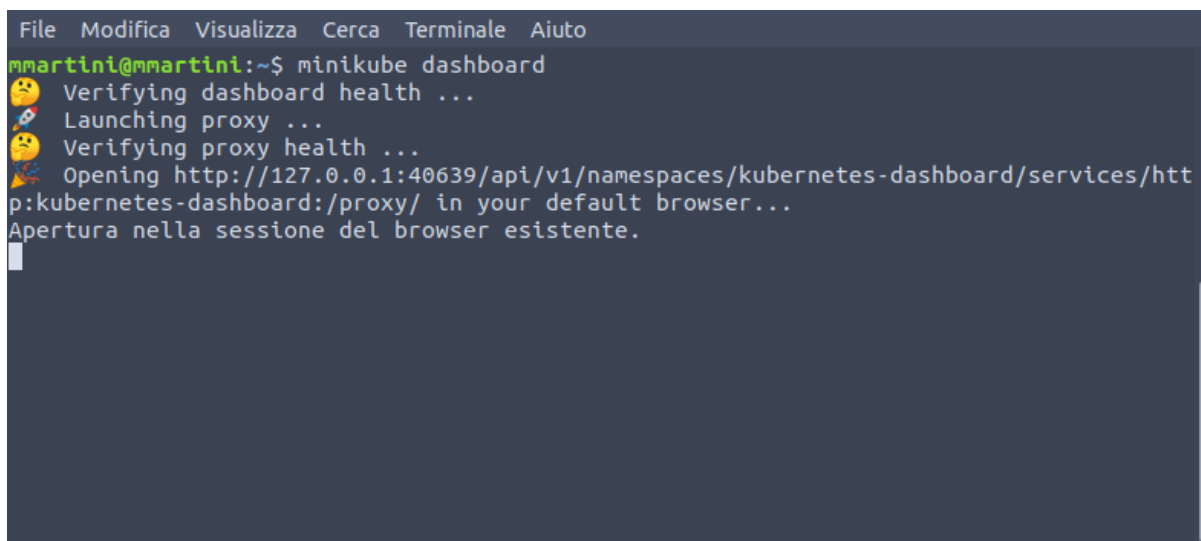 File Modifica Visualizza Cerca Terminale Aiuto
mmartini@mmartini:~$ minikube dashboard
🤔 Verifying dashboard health ...
🚀 Launching proxy ...
🤔 Verifying proxy health ...
🎉 Opening http://127.0.0.1:40639/api/v1/namespaces/kubernetes-dashboard/services/htt
p:kubernetes-dashboard:/proxy/ in your default browser...
Apertura nella sessione del browser esistente.